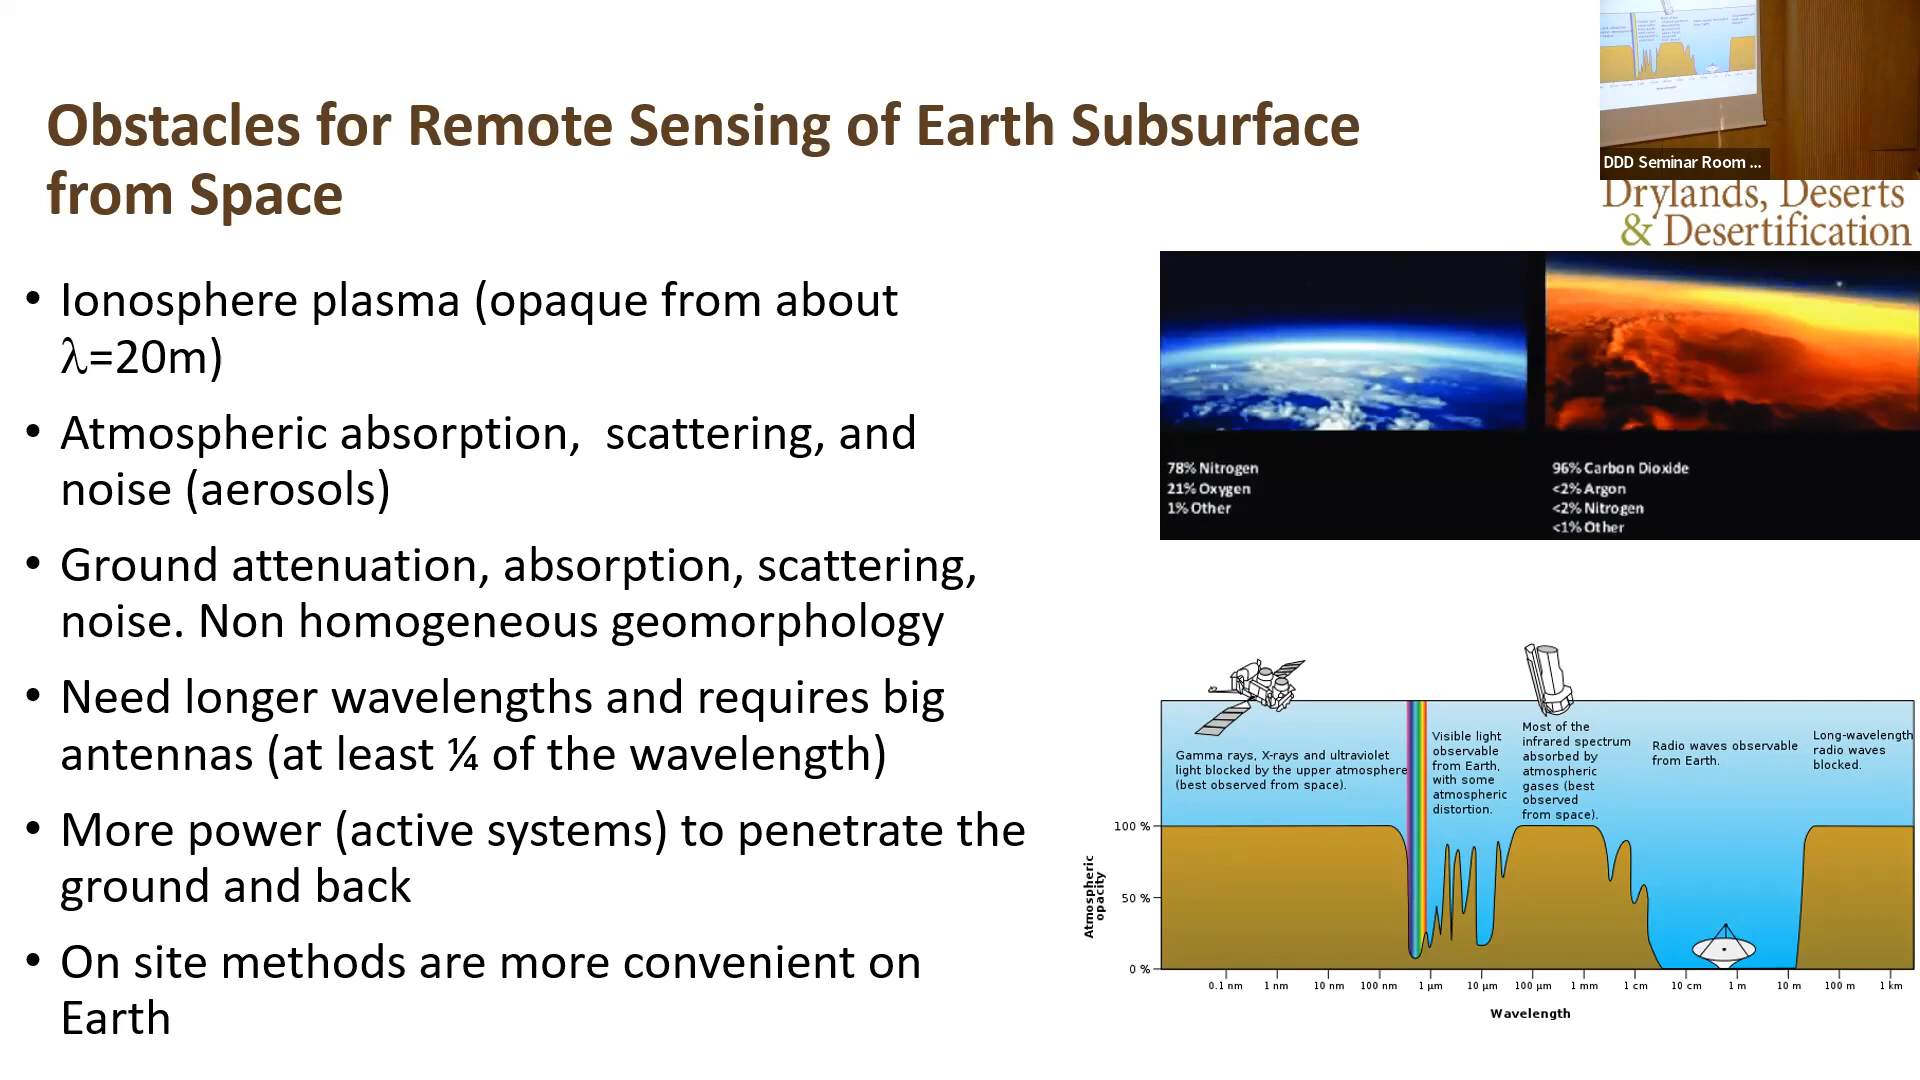 Obstacles for Remote Sensing of Earth Subsurface
from Space
DDD Seminar Room ...
Drylands, Deserts
& Desertification
• Ionosphere plasma (opaque from about
λ=20m)
• Atmospheric absorption,  scattering, and
noise (aerosols)
• Ground attenuation, absorption, scattering,
noise. Non homogeneous geomorphology
• Need longer wavelengths and requires big
antennas (at least ¼ of the wavelength)
• More power (active systems) to penetrate the
ground and back
• On site methods are more convenient on
Earth
78% Nitrogen
21% Oxygen
1% Other
96% Carbon Dioxide
<2% Argon
<2% Nitrogen
<1% Other
Gamma rays, X-rays and ultraviolet
light blocked by the upper atmosphere
(best observed from space).
Visible light
observable
from Earth,
with some
atmospheric
distortion.
Most of the
infrared spectrum
absorbed by
atmospheric
gases (best
observed
from space).
Radio waves observable
from Earth.
Long-wavelength
radio waves
blocked.
Atmospheric
opacity
100 %
50 %
0 %
0.1 nm 1 nm 10 nm 100 nm 1 μm 10 μm 100 μm 1 mm 1 cm 10 cm 1 m 10 m 100 m 1 km
Wavelength